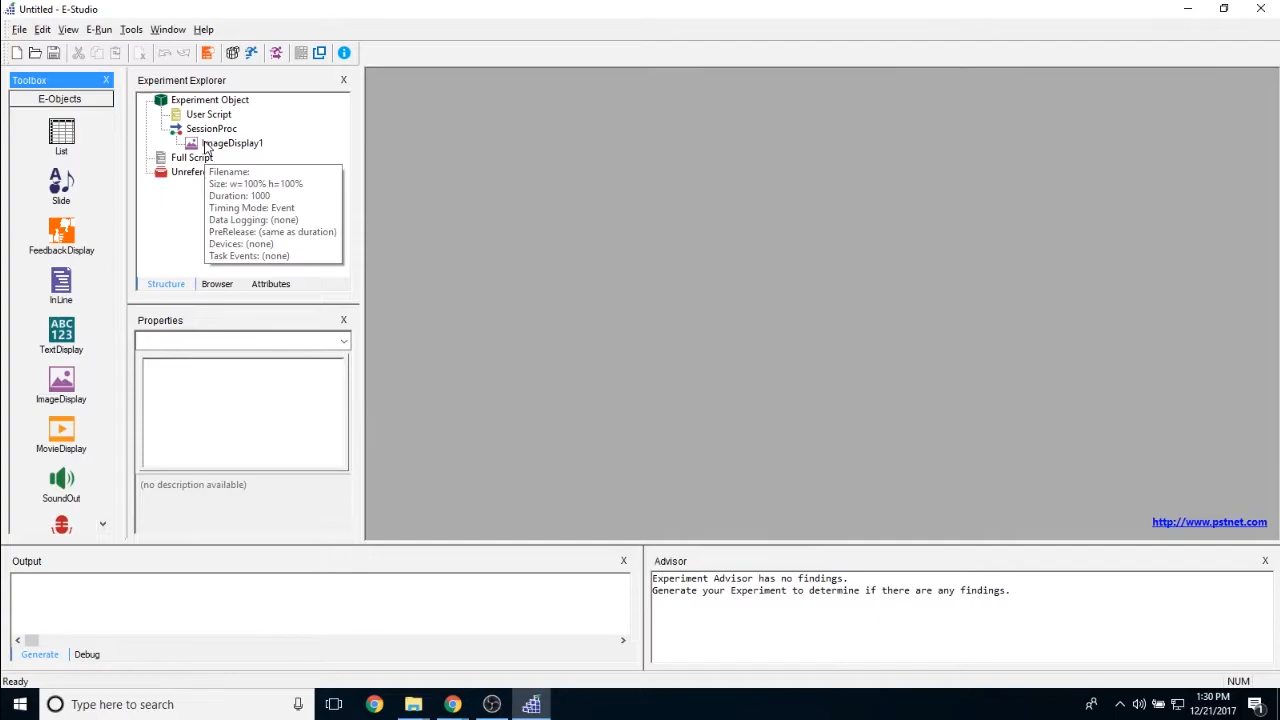 Untitled - E-Studio
File Edit View E-Run Tools Window Help
Toolbox X
E-Objects
List
Slide
FeedbackDisplay
InLine
ABC
123
TextDisplay
ImageDisplay
MovieDisplay
SoundOut
Experiment Explorer X
Experiment Object
User Script
SessionProc
ImageDisplay1
Full Script
Unrefere
Filename:
Size: w=100% h=100%
Duration: 1000
Timing Mode: Event
Data Logging: (none)
PreRelease: (same as duration)
Devices: (none)
Task Events: (none)
Structure Browser Attributes
Properties X
(no description available)
http://www.pstnet.com
Output X
Generate Debug
Advisor X
Experiment Advisor has no findings.
Generate your Experiment to determine if there are any findings.
Ready NUM
Type here to search
1:30 PM
12/21/2017